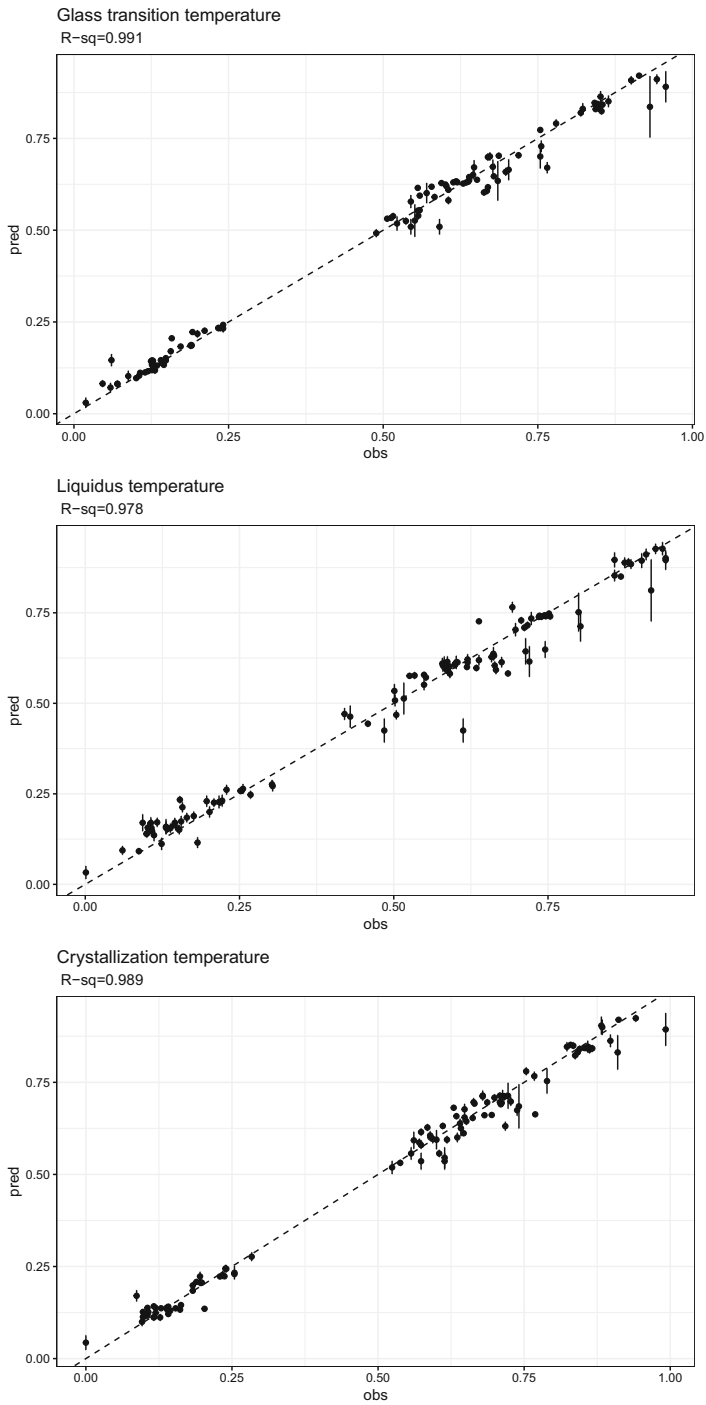 Glass transition temperature
R−sq=0.991
0.75
0.50
0.25
0.00
pred
0.00 0.25 0.50 0.75 1.00
obs
Liquidus temperature
R−sq=0.978
0.75
0.50
0.25
0.00
pred
0.00 0.25 0.50 0.75
obs
Crystallization temperature
R−sq=0.989
0.75
0.50
0.25
0.00
pred
0.00 0.25 0.50 0.75 1.00
obs